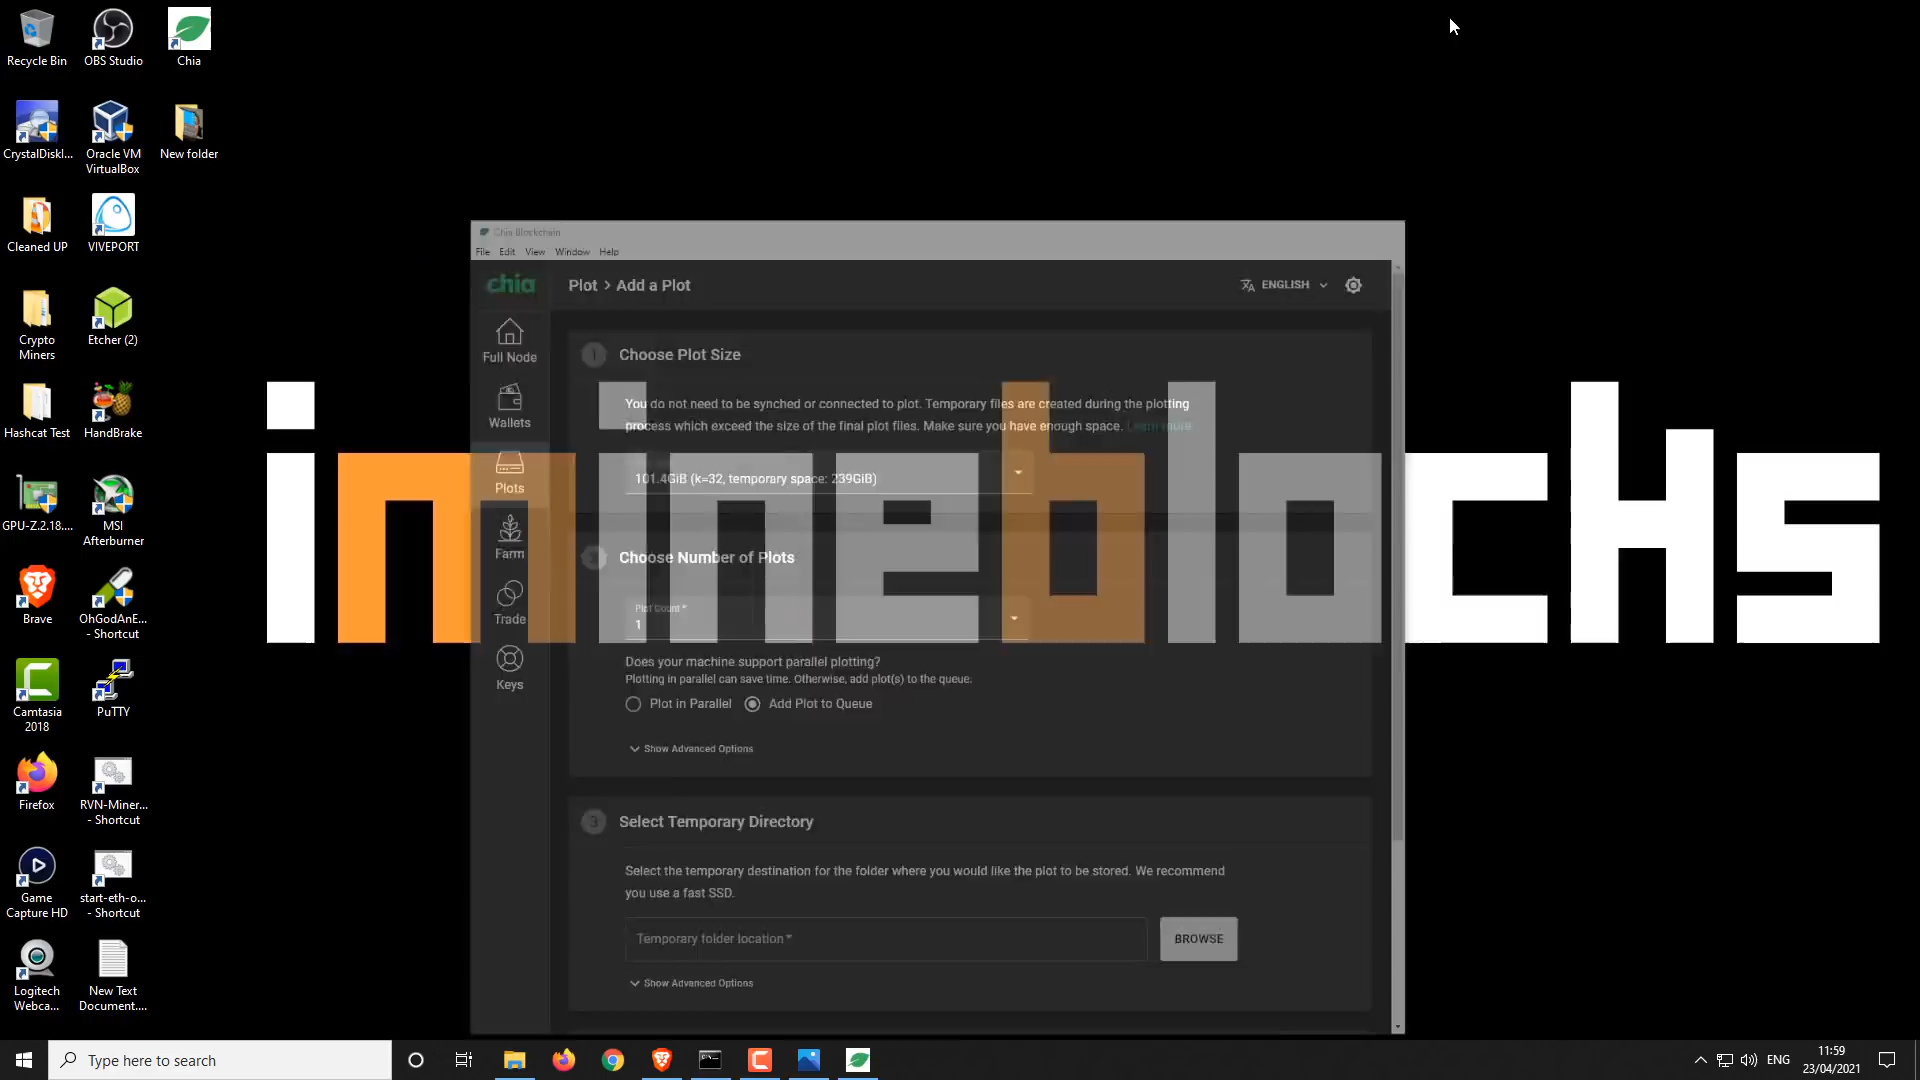 Recycle Bin
OBS Studio
Chia
CrystalDiskI...
Oracle VM
VirtualBox
New folder
Cleaned UP
VIVEPORT
Crypto
Miners
Etcher (2)
Hashcat Test
HandBrake
GPU-Z.2.18....
MSI
Afterburner
Brave
OhGodAnE...
- Shortcut
Camtasia
2018
PuTTY
Firefox
RVN-Miner...
- Shortcut
Game
Capture HD
start-eth-o...
- Shortcut
Logitech
Webca...
New Text
Document....
imineblocks
Chia Blockchain
File Edit View Window Help
chia
Plot > Add a Plot
ENGLISH
Full Node
Wallets
Plots
Farm
Trade
Keys
1 Choose Plot Size
You do not need to be synched or connected to plot. Temporary files are created during the plotting
process which exceed the size of the final plot files. Make sure you have enough space. Learn more
101.4GiB (k=32, temporary space: 239GiB)
Choose Number of Plots
Plot Count *
1
Does your machine support parallel plotting?
Plotting in parallel can save time. Otherwise, add plot(s) to the queue.
Plot in Parallel Add Plot to Queue
Show Advanced Options
3 Select Temporary Directory
Select the temporary destination for the folder where you would like the plot to be stored. We recommend
you use a fast SSD.
Temporary folder location *
BROWSE
Show Advanced Options
Type here to search
ENG
11:59
23/04/2021